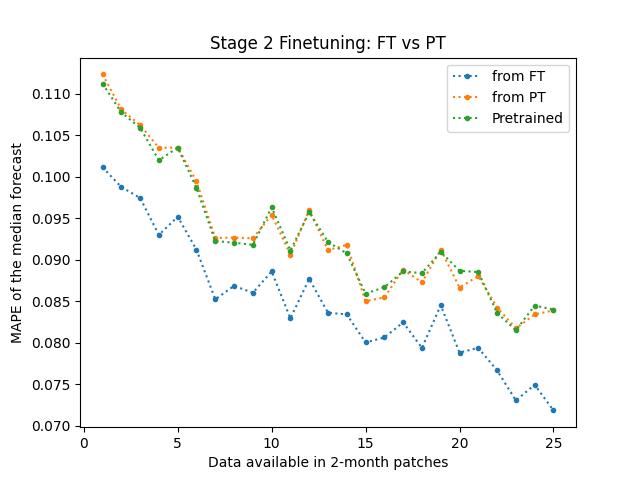 Stage 2 Finetuning: FT vs PT
from FT
from PT
Pretrained
MAPE of the median forecast
0.110
0.105
0.100
0.095
0.090
0.085
0.080
0.075
0.070
0 5 10 15 20 25
Data available in 2-month patches